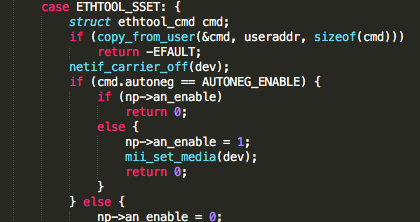 case ETHTOOL_SSET: {
struct ethtool_cmd cmd;
if (copy_from_user(&cmd, useraddr, sizeof(cmd)))
return -EFAULT;
netif_carrier_off(dev);
if (cmd.autoneg == AUTONEG_ENABLE) {
if (np->an_enable)
return 0;
else {
np->an_enable = 1;
mii_set_media(dev);
return 0;
}
} else {
np->an_enable = 0;